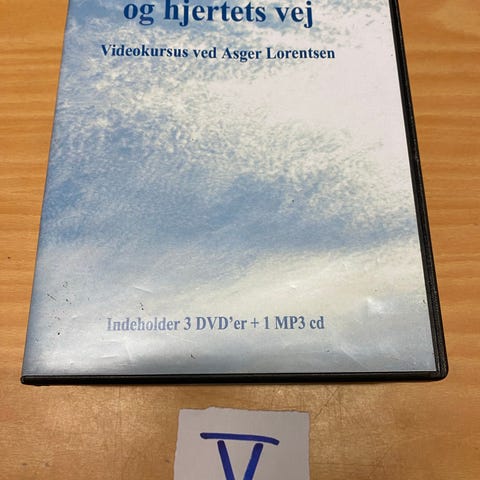 og hjertets vej
Videokursus ved Asger Lorentsen
Indeholder 3 DVD'er + 1 MP3 cd
V